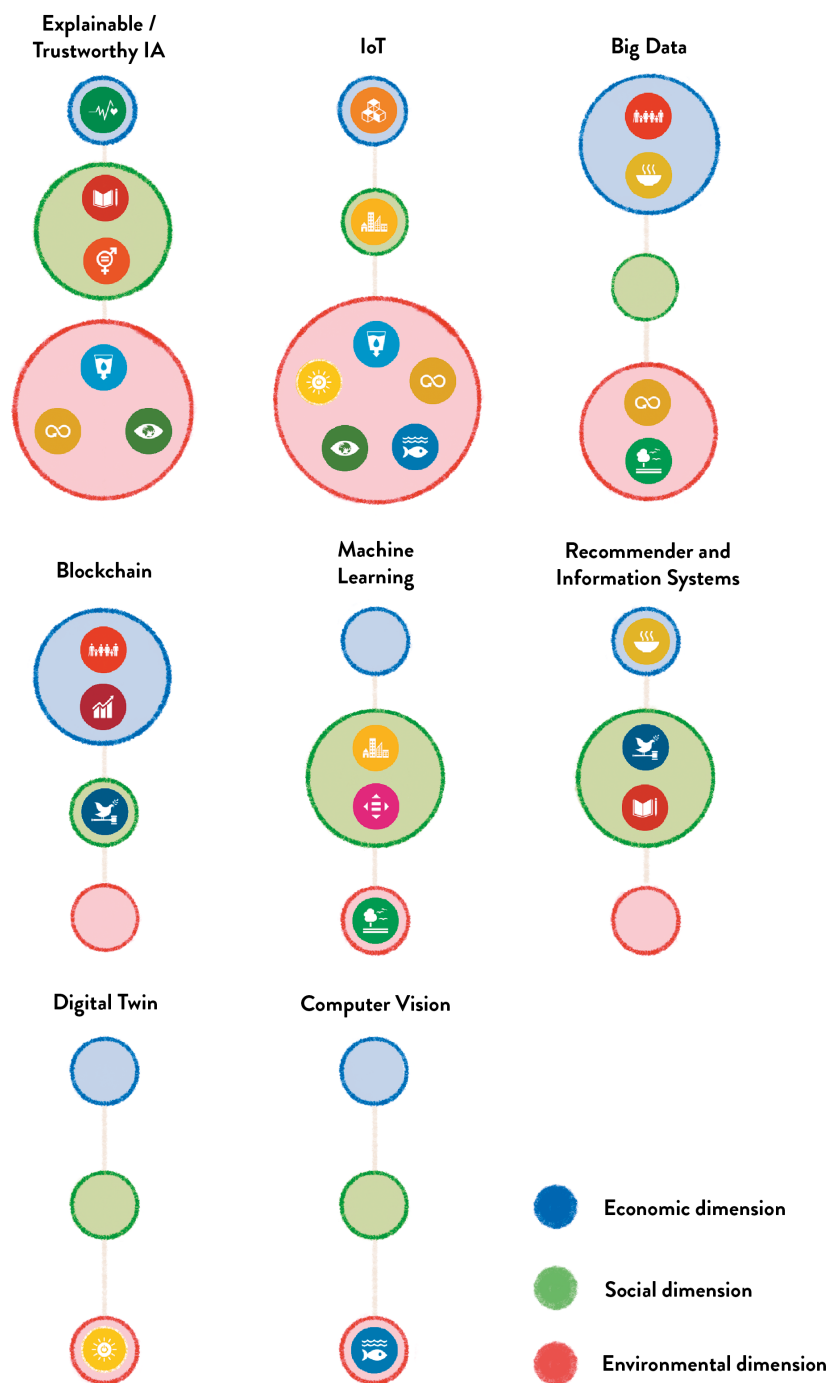 Explainable /
Trustworthy IA
IoT
Big Data
Blockchain
Machine
Learning
Recommender and
Information Systems
Digital Twin
Computer Vision
Economic dimension
Social dimension
Environmental dimension